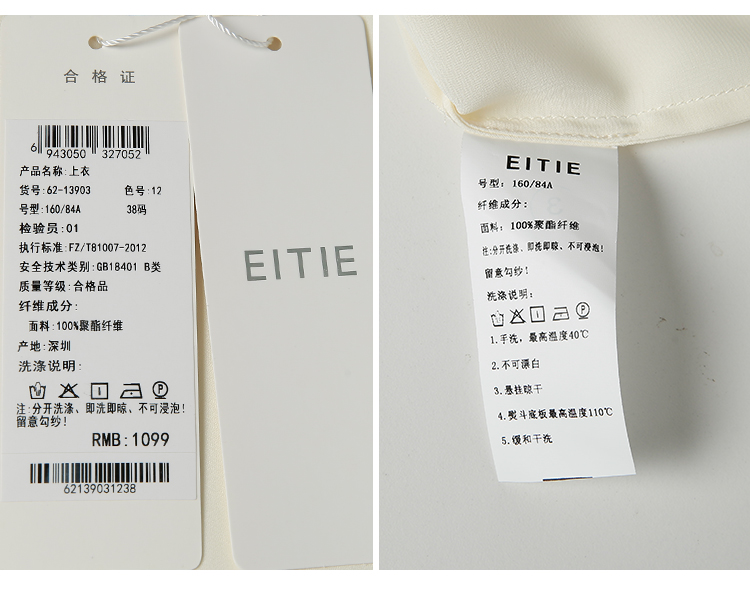 合格证
6 943050 327052
产品名称:上衣
货号:62-13903 色号:12
号型:160/84A 38码
检验员:01
执行标准:FZ/T81007-2012
安全技术类别:GB18401 B类
质量等级:合格品
纤维成分:
面料:100%聚酯纤维
产地:深圳
洗涤说明:
P
注:分开洗涤、即洗即晾、不可浸泡!
留意勾纱!
RMB:1099
62139031238
EITIE
EITIE
号型: 160/84A
纤维成分:
面料: 100%聚酯纤维
注:分开洗涤、即洗即晾、不可浸泡!
留意勾纱!
洗涤说明:
P
1.手洗，最高温度40℃
2.不可漂白
3.悬挂晾干
4.熨斗底板最高温度110℃
5.缓和干洗